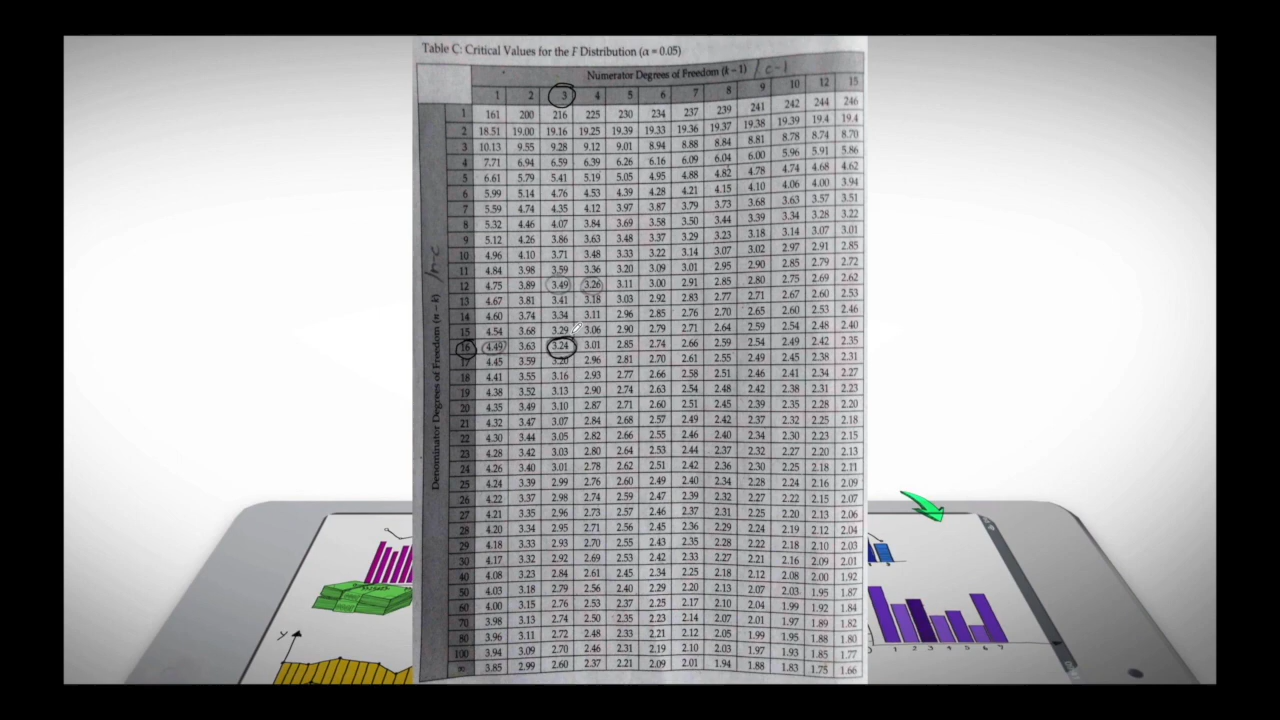 Table C: Critical Values for the F Distribution (α = 0.05)
Numerator Degrees of Freedom (k – 1) / c-1
1 2 3 4 5 6 7 8 9 10 12 15
Denominator Degrees of Freedom (n – k) / n-c
1 161 200 216 225 230 234 237 239 241 242 244 246
2 18.51 19.00 19.16 19.25 19.39 19.33 19.36 19.37 19.38 19.39 19.4 19.4
3 10.13 9.55 9.28 9.12 9.01 8.94 8.88 8.84 8.81 8.78 8.74 8.70
4 7.71 6.94 6.59 6.39 6.26 6.16 6.09 6.04 6.00 5.96 5.91 5.86
5 6.61 5.79 5.41 5.19 5.05 4.95 4.88 4.82 4.78 4.74 4.68 4.62
6 5.99 5.14 4.76 4.53 4.39 4.28 4.21 4.15 4.10 4.06 4.00 3.94
7 5.59 4.74 4.35 4.12 3.97 3.87 3.79 3.73 3.68 3.63 3.57 3.51
8 5.32 4.46 4.07 3.84 3.69 3.58 3.50 3.44 3.39 3.34 3.28 3.22
9 5.12 4.26 3.86 3.63 3.48 3.37 3.29 3.23 3.18 3.14 3.07 3.01
10 4.96 4.10 3.71 3.48 3.33 3.22 3.14 3.07 3.02 2.97 2.91 2.85
11 4.84 3.98 3.59 3.36 3.20 3.09 3.01 2.95 2.90 2.85 2.79 2.72
12 4.75 3.89 3.49 3.26 3.11 3.00 2.91 2.85 2.80 2.75 2.69 2.62
13 4.67 3.81 3.41 3.18 3.03 2.92 2.83 2.77 2.71 2.67 2.60 2.53
14 4.60 3.74 3.34 3.11 2.96 2.85 2.76 2.70 2.65 2.60 2.53 2.46
15 4.54 3.68 3.29 3.06 2.90 2.79 2.71 2.64 2.59 2.54 2.48 2.40
16 4.49 3.63 3.24 3.01 2.85 2.74 2.66 2.59 2.54 2.49 2.42 2.35
17 4.45 3.59 3.20 2.96 2.81 2.70 2.61 2.55 2.49 2.45 2.38 2.31
18 4.41 3.55 3.16 2.93 2.77 2.66 2.58 2.51 2.46 2.41 2.34 2.27
19 4.38 3.52 3.13 2.90 2.74 2.63 2.54 2.48 2.42 2.38 2.31 2.23
20 4.35 3.49 3.10 2.87 2.71 2.60 2.51 2.45 2.39 2.35 2.28 2.20
21 4.32 3.47 3.07 2.84 2.68 2.57 2.49 2.42 2.37 2.32 2.25 2.18
22 4.30 3.44 3.05 2.82 2.66 2.55 2.46 2.40 2.34 2.30 2.23 2.15
23 4.28 3.42 3.03 2.80 2.64 2.53 2.44 2.37 2.32 2.27 2.20 2.13
24 4.26 3.40 3.01 2.78 2.62 2.51 2.42 2.36 2.30 2.25 2.18 2.11
25 4.24 3.39 2.99 2.76 2.60 2.49 2.40 2.34 2.28 2.24 2.16 2.09
26 4.22 3.37 2.98 2.74 2.59 2.47 2.39 2.32 2.27 2.22 2.15 2.07
27 4.21 3.35 2.96 2.73 2.57 2.46 2.37 2.31 2.25 2.20 2.13 2.06
28 4.20 3.34 2.95 2.71 2.56 2.45 2.36 2.29 2.24 2.19 2.12 2.04
29 4.18 3.33 2.93 2.70 2.55 2.43 2.35 2.28 2.22 2.18 2.10 2.03
30 4.17 3.32 2.92 2.69 2.53 2.42 2.33 2.27 2.21 2.16 2.09 2.01
40 4.08 3.23 2.84 2.61 2.45 2.34 2.25 2.18 2.12 2.08 2.00 1.92
50 4.03 3.18 2.79 2.56 2.40 2.29 2.20 2.13 2.07 2.03 1.95 1.87
60 4.00 3.15 2.76 2.53 2.37 2.25 2.17 2.10 2.04 1.99 1.92 1.84
70 3.98 3.13 2.74 2.50 2.35 2.23 2.14 2.07 2.01 1.97 1.89 1.82
80 3.96 3.11 2.72 2.48 2.33 2.21 2.12 2.05 1.99 1.95 1.88 1.80
100 3.94 3.09 2.70 2.46 2.31 2.19 2.10 2.03 1.97 1.93 1.85 1.77
∞ 3.85 2.99 2.60 2.37 2.21 2.09 2.01 1.94 1.88 1.83 1.75 1.66
y
0 1 2 3 4 5 6 7